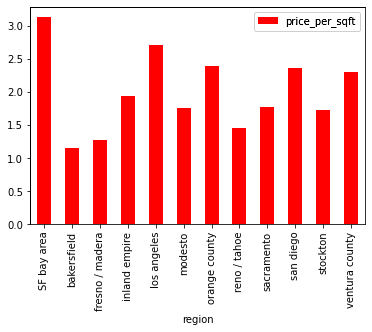 price_per_sqft
3.0
2.5
2.0
1.5
1.0
0.5
0.0
SF bay area
bakersfield
fresno / madera
inland empire
los angeles
modesto
orange county
reno / tahoe
sacramento
san diego
stockton
ventura county
region